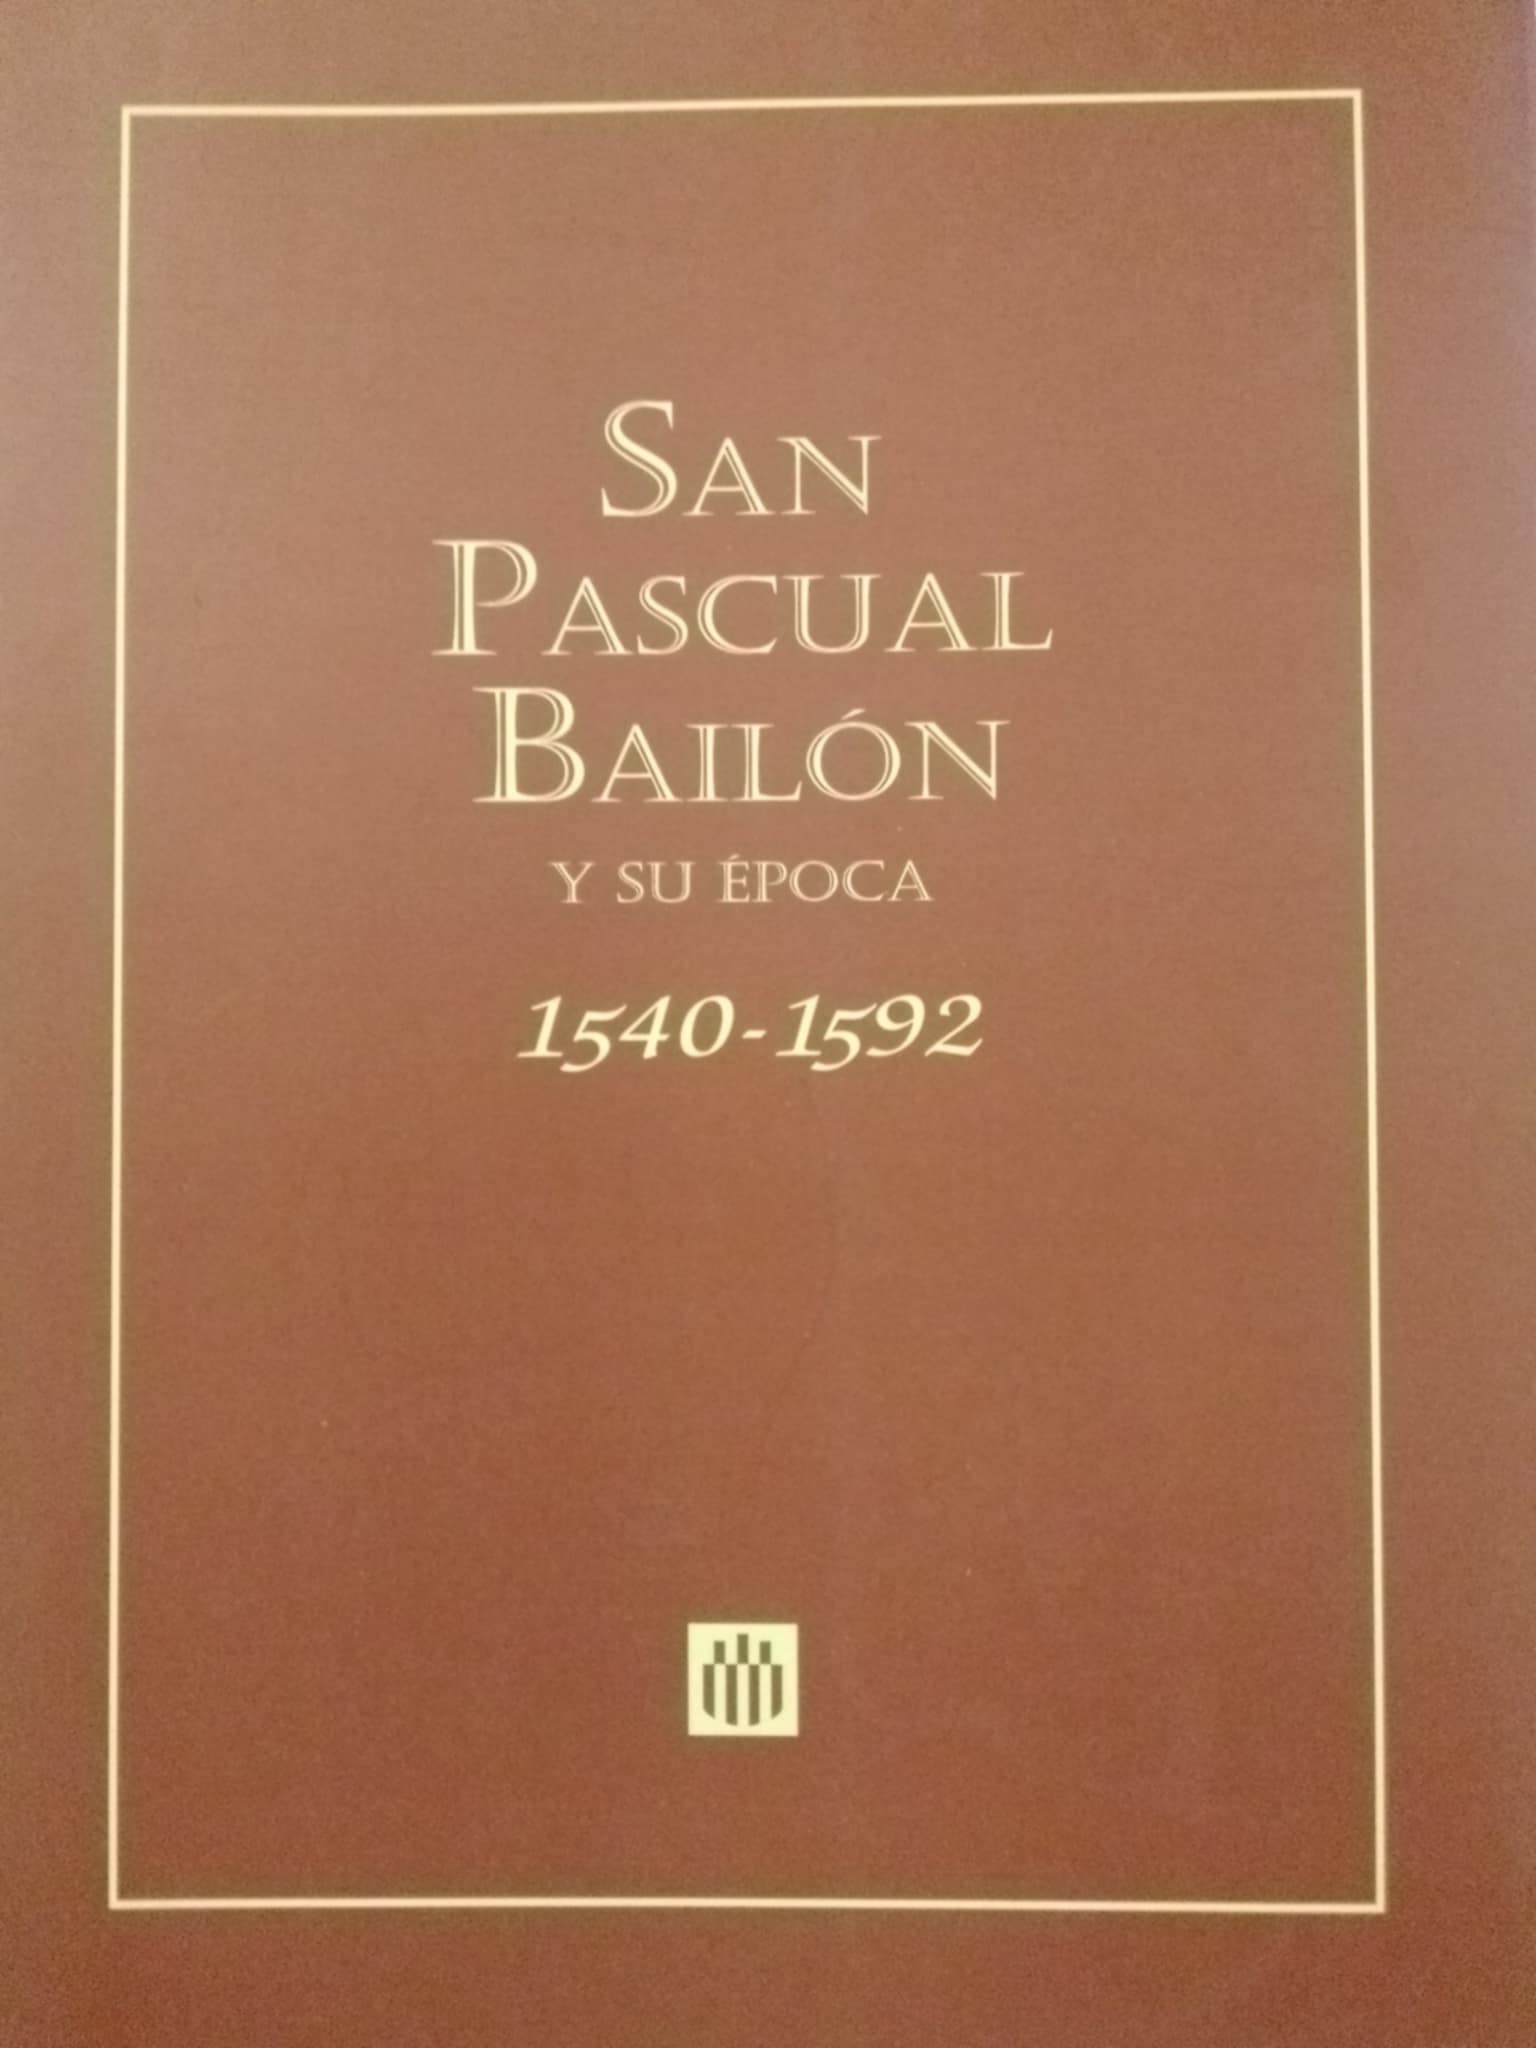 SAN
PASCUAL
BAILÓN
Y SU ÉPOCA
1540-1592